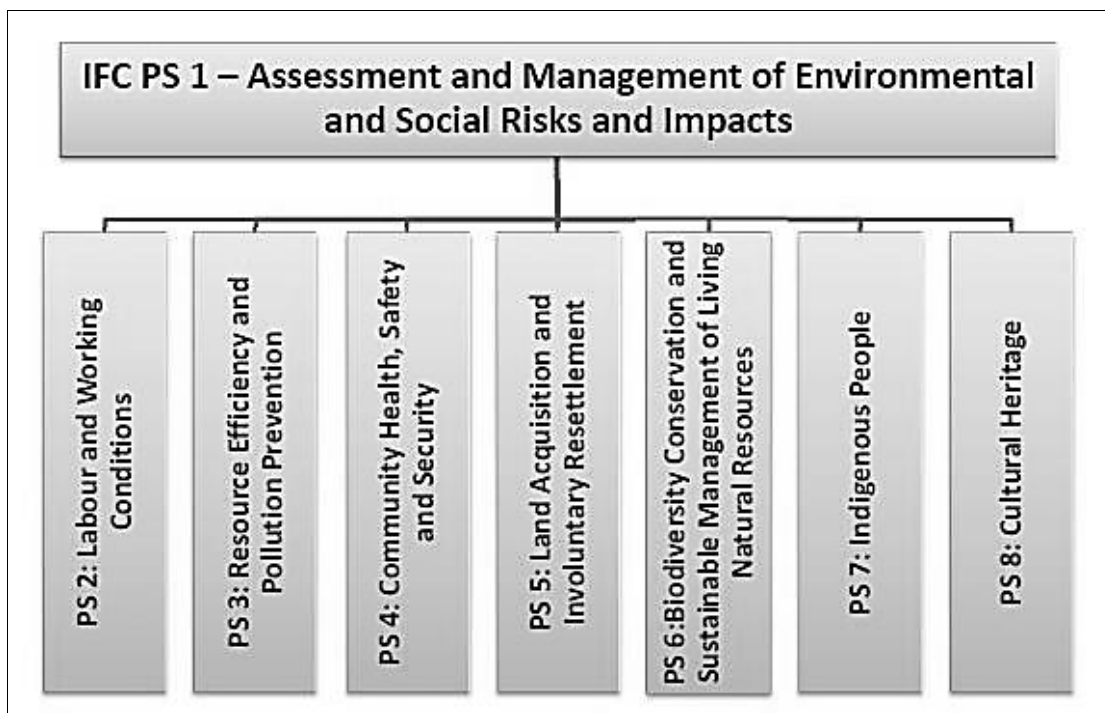 IFC PS 1 – Assessment and Management of Environmental
and Social Risks and Impacts
PS 2: Labour and Working
Conditions
PS 3: Resource Efficiency and
Pollution Prevention
PS 4: Community Health, Safety
and Security
PS 5: Land Acquisition and
Involuntary Resettlement
PS 6:Biodiversity Conservation and
Sustainable Management of Living
Natural Resources
PS 7: Indigenous People
PS 8: Cultural Heritage